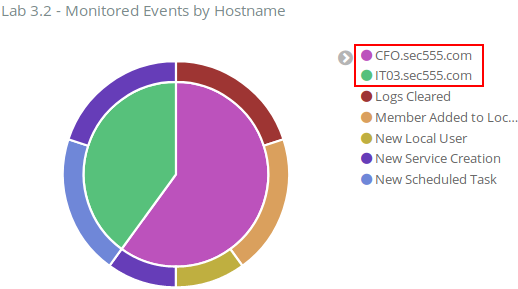 Lab 3.2 - Monitored Events by Hostname
CFO.sec555.com
IT03.sec555.com
Logs Cleared
Member Added to Loc...
New Local User
New Service Creation
New Scheduled Task